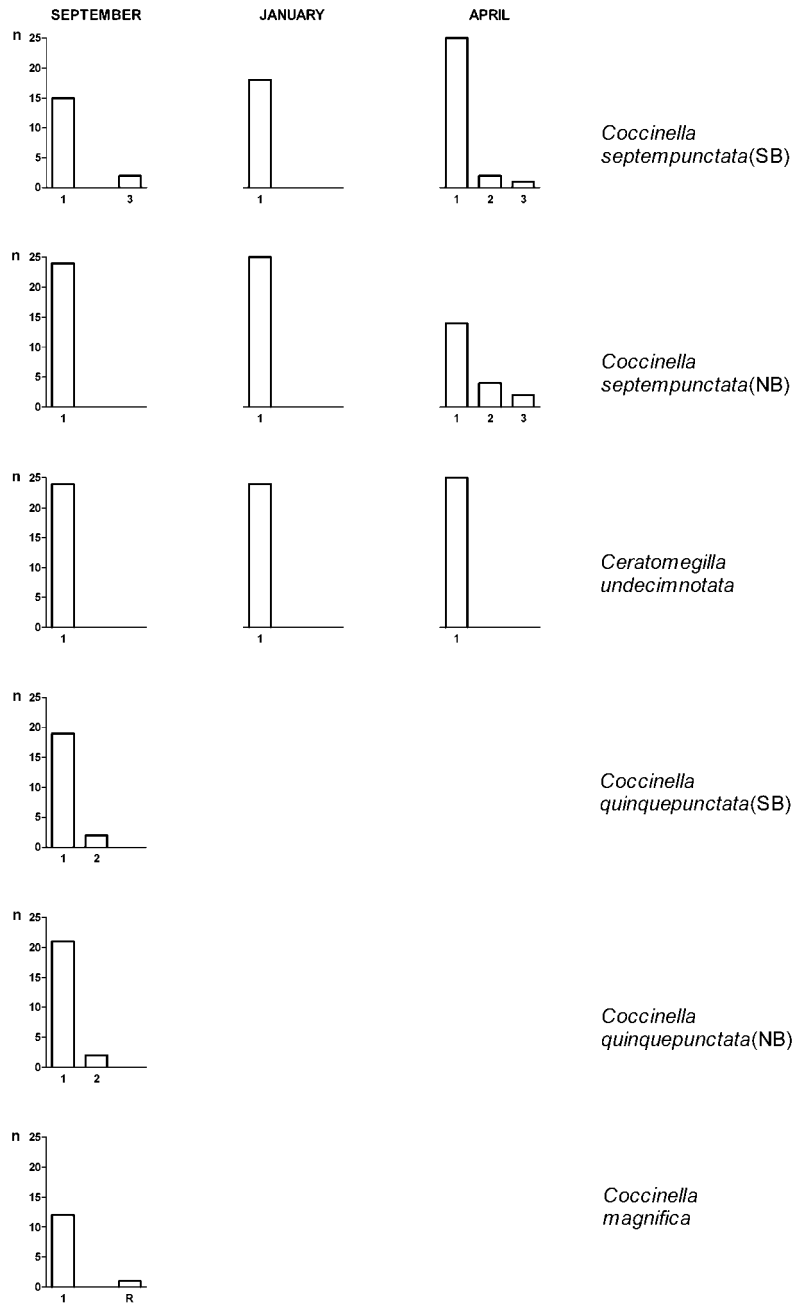 SEPTEMBER JANUARY APRIL
n 25
20
15
10
5
0
1 3 1 1 2 3
Coccinella
septempunctata(SB)
n 25
20
15
10
5
0
1 1 1 2 3
Coccinella
septempunctata(NB)
n 25
20
15
10
5
0
1 1 1
Ceratomegilla
undecimnotata
n 25
20
15
10
5
0
1 2
Coccinella
quinquepunctata(SB)
n 25
20
15
10
5
0
1 2
Coccinella
quinquepunctata(NB)
n 25
20
15
10
5
0
1 R
Coccinella
magnifica